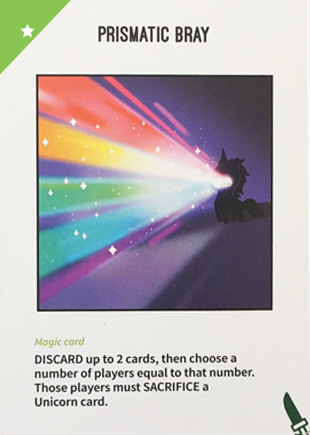 PRISMATIC BRAY
Magic card
DISCARD up to 2 cards, then choose a
number of players equal to that number.
Those players must SACRIFICE a
Unicorn card.